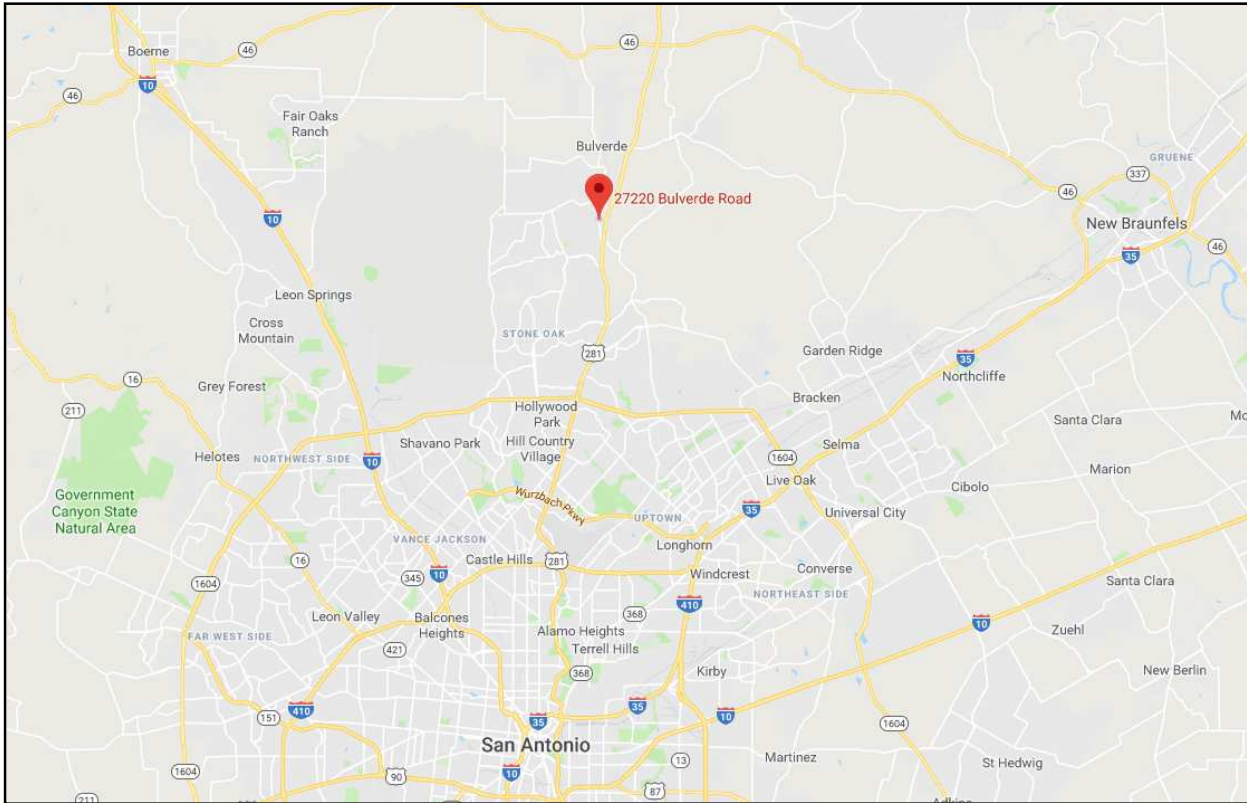 46
Boerne
46
10
46
Fair Oaks
Ranch
46
Bulverde
GRUENE
337
27220 Bulverde Road
46
10
New Braunfels
46
35
Leon Springs
Cross
Mountain
STONE OAK
281
Garden Ridge
35
16
Grey Forest
Northcliffe
211
Bracken
Hollywood
Park
Santa Clara
Mo
Shavano Park
Hill Country
Village
Selma
Helotes
NORTHWEST SIDE
10
1604
Marion
Live Oak
Cibolo
Government
Canyon State
Natural Area
Wurzbach Pkwy
UPTOWN
35
Universal City
VANCE JACKSON
Longhorn
16
Castle Hills
281
345
10
Windcrest
Converse
Santa Clara
1604
NORTHEAST SIDE
410
368
Leon Valley
Balcones
Heights
10
Zuehl
FAR WEST SIDE
Alamo Heights
421
Terrell Hills
368
Kirby
New Berlin
410
151
35
35
10
1604
San Antonio
Martinez
13
St Hedwig
1604
90
10
87
211
Adkins